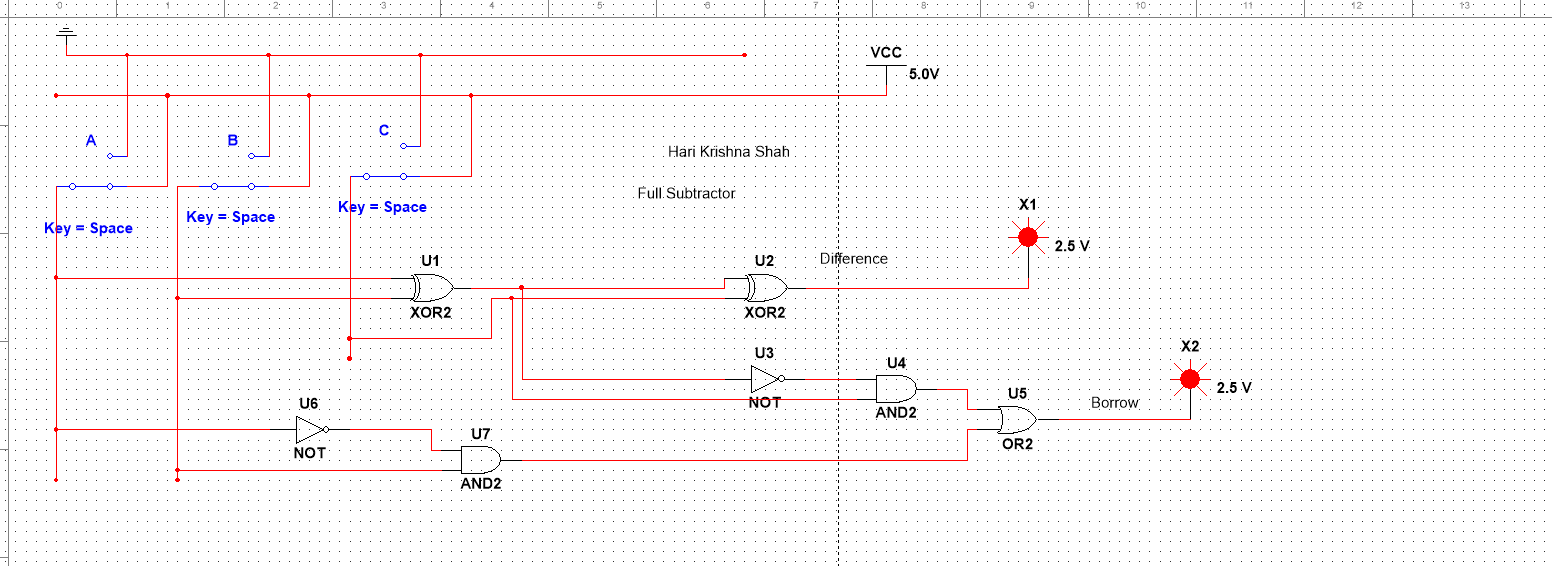 0 1 2 3 4 5 6 7 8 9 10 11 12 13
VCC
5.0V
A
B
C
Hari Krishna Shah
Full Subtractor
Key = Space
Key = Space
Key = Space
X1
2.5 V
U1
XOR2
U2
XOR2
Difference
U3
NOT
U4
AND2
X2
2.5 V
U5
OR2
Borrow
U6
NOT
U7
AND2